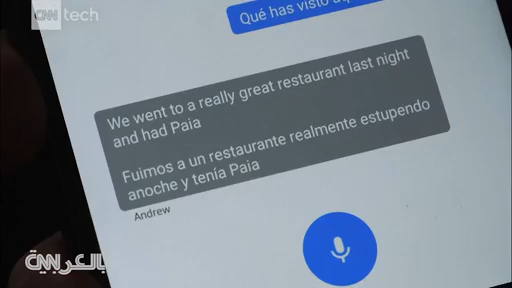 CNN tech
Qué has visto aq
We went to a really great restaurant last night
and had Paia
Fuimos a un restaurante realmente estupendo
anoche y tenía Paia
Andrew
CNN بالعربية